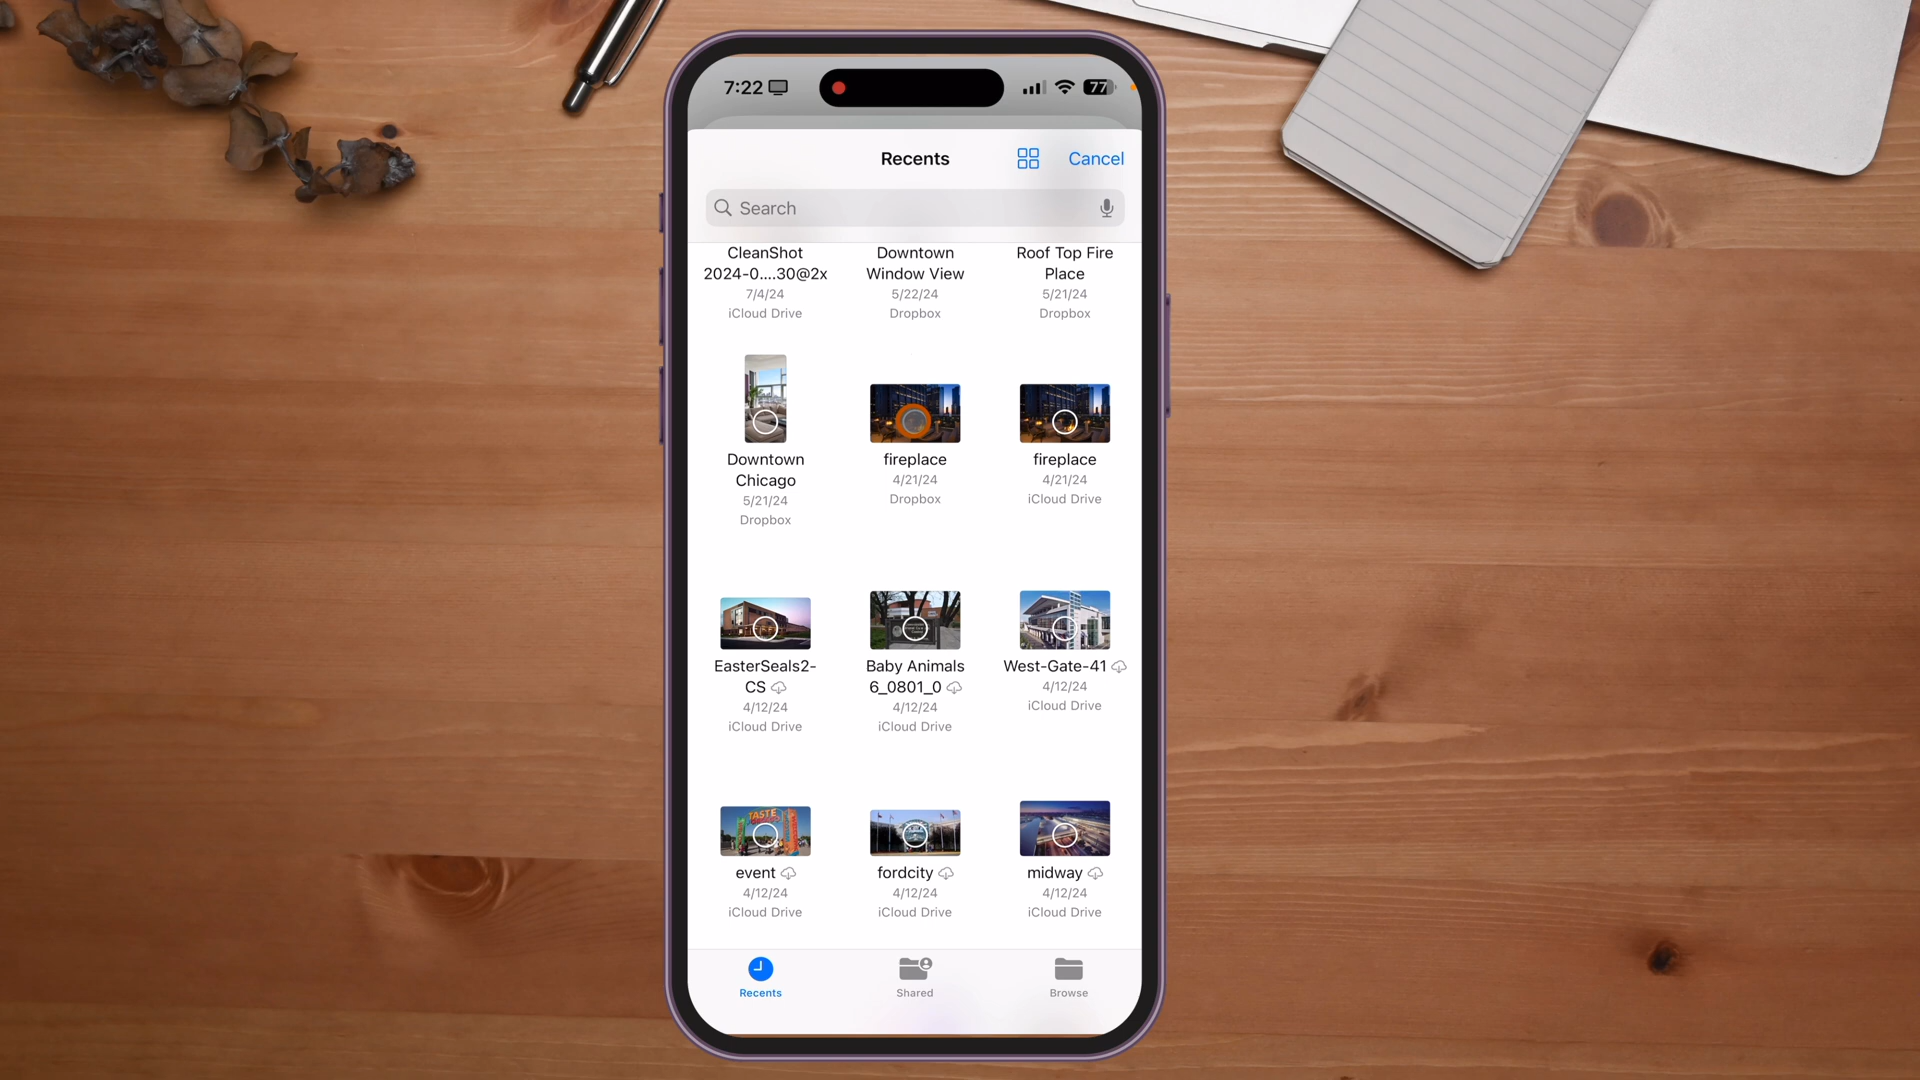 7:22
77
Recents
Cancel
Search
CleanShot
2024-0....30@2x
7/4/24
iCloud Drive
Downtown
Window View
5/22/24
Dropbox
Roof Top Fire
Place
5/21/24
Dropbox
Downtown
Chicago
5/21/24
Dropbox
fireplace
4/21/24
Dropbox
fireplace
4/21/24
iCloud Drive
EasterSeals2-
CS
4/12/24
iCloud Drive
Baby Animals
6_0801_0
4/12/24
iCloud Drive
West-Gate-41
4/12/24
iCloud Drive
TASTE
event
4/12/24
iCloud Drive
fordcity
4/12/24
iCloud Drive
midway
4/12/24
iCloud Drive
Recents
Shared
Browse